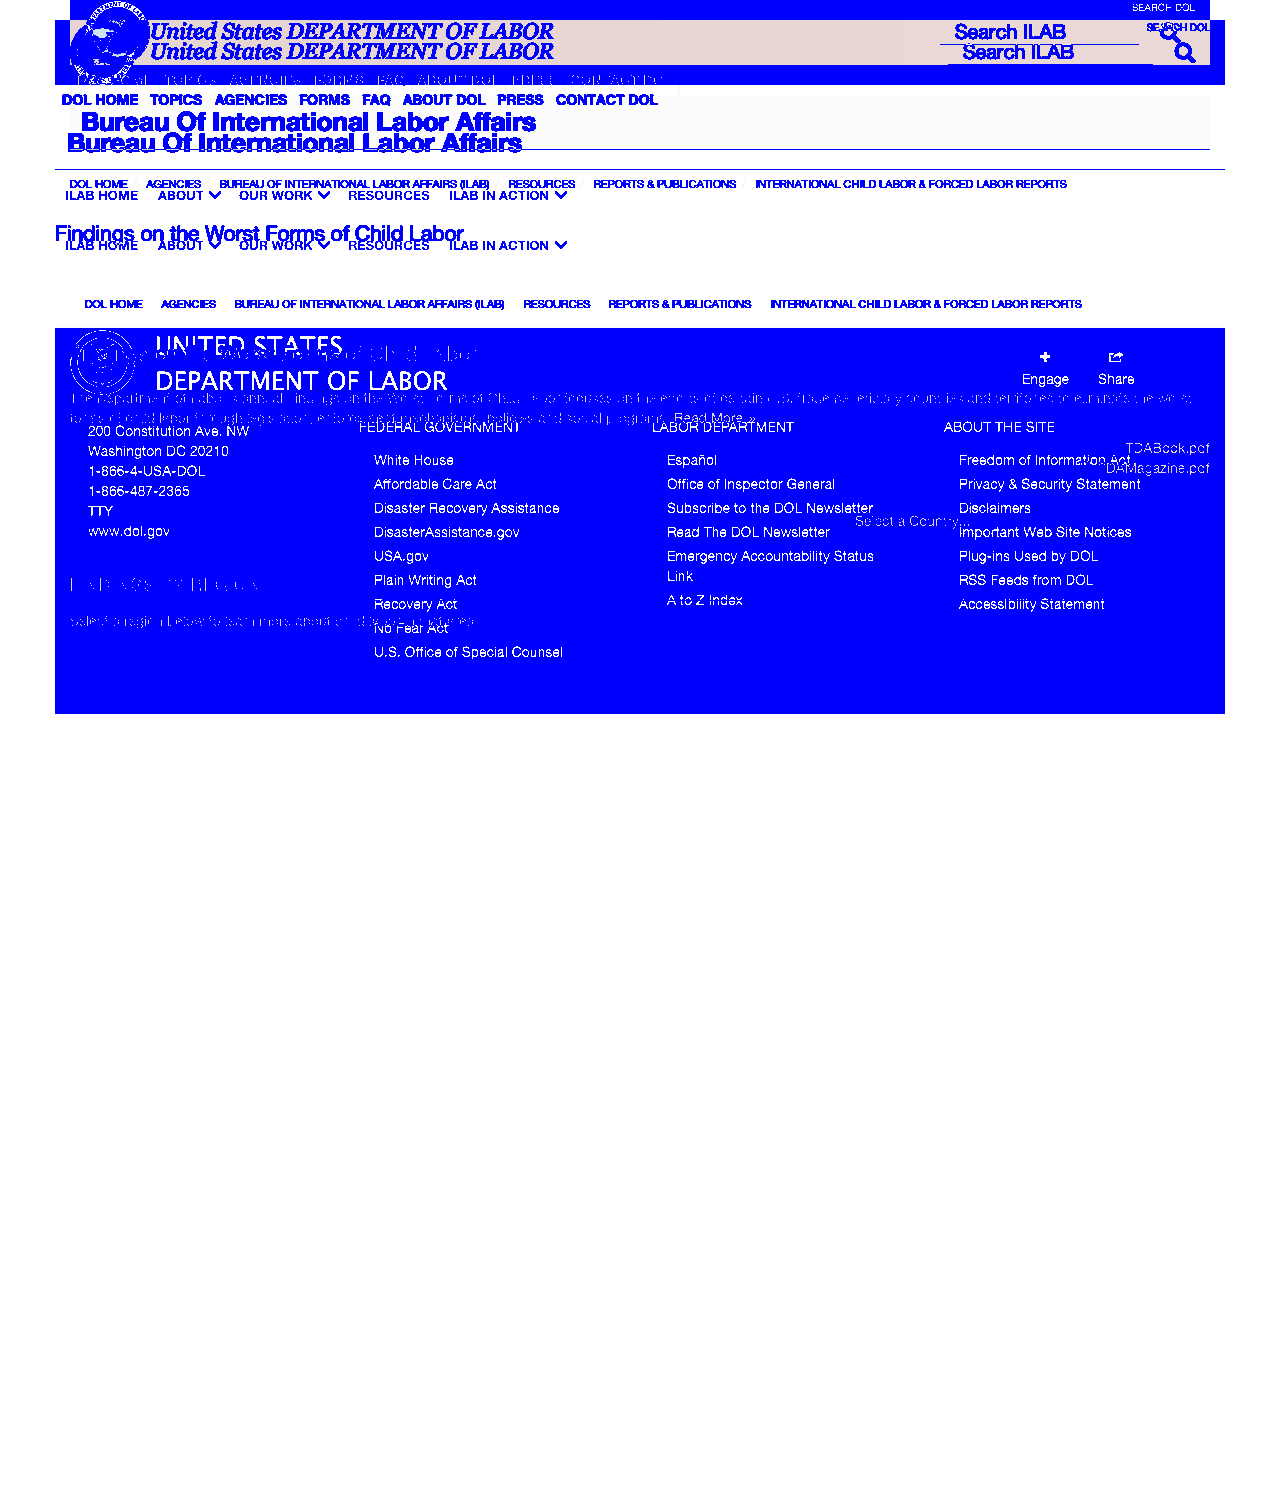 SEARCH DOL
United States DEPARTMENT OF LABOR
Search ILAB
SEARCH DOL
United States DEPARTMENT OF LABOR
Search ILAB
DOL HOME TOPICS AGENCIES FORMS FAQ ABOUT DOL PRESS CONTACT DOL
Bureau Of International Labor Affairs
Bureau Of International Labor Affairs
DOL HOME AGENCIES BUREAU OF INTERNATIONAL LABOR AFFAIRS (ILAB) RESOURCES REPORTS & PUBLICATIONS INTERNATIONAL CHILD LABOR & FORCED LABOR REPORTS
ILAB HOME ABOUT OUR WORK RESOURCES ILAB IN ACTION
Findings on the Worst Forms of Child Labor
ILAB HOME ABOUT OUR WORK RESOURCES ILAB IN ACTION
DOL HOME AGENCIES BUREAU OF INTERNATIONAL LABOR AFFAIRS (ILAB) RESOURCES REPORTS & PUBLICATIONS INTERNATIONAL CHILD LABOR & FORCED LABOR REPORTS
UNITED STATES
DEPARTMENT OF LABOR
Engage Share
Read More »
200 Constitution Ave. NW
Washington DC 20210
1-866-4-USA-DOL
1-866-487-2365
TTY
www.dol.gov
FEDERAL GOVERNMENT
White House
Affordable Care Act
Disaster Recovery Assistance
DisasterAssistance.gov
USA.gov
Plain Writing Act
Recovery Act
No Fear Act
U.S. Office of Special Counsel
LABOR DEPARTMENT
Español
Office of Inspector General
Subscribe to the DOL Newsletter
Read The DOL Newsletter
Emergency Accountability Status
Link
A to Z Index
ABOUT THE SITE
Freedom of Information Act
Privacy & Security Statement
Disclaimers
Important Web Site Notices
Plug-ins Used by DOL
RSS Feeds from DOL
Accessibility Statement
TDABook.pdf
Select a Country...